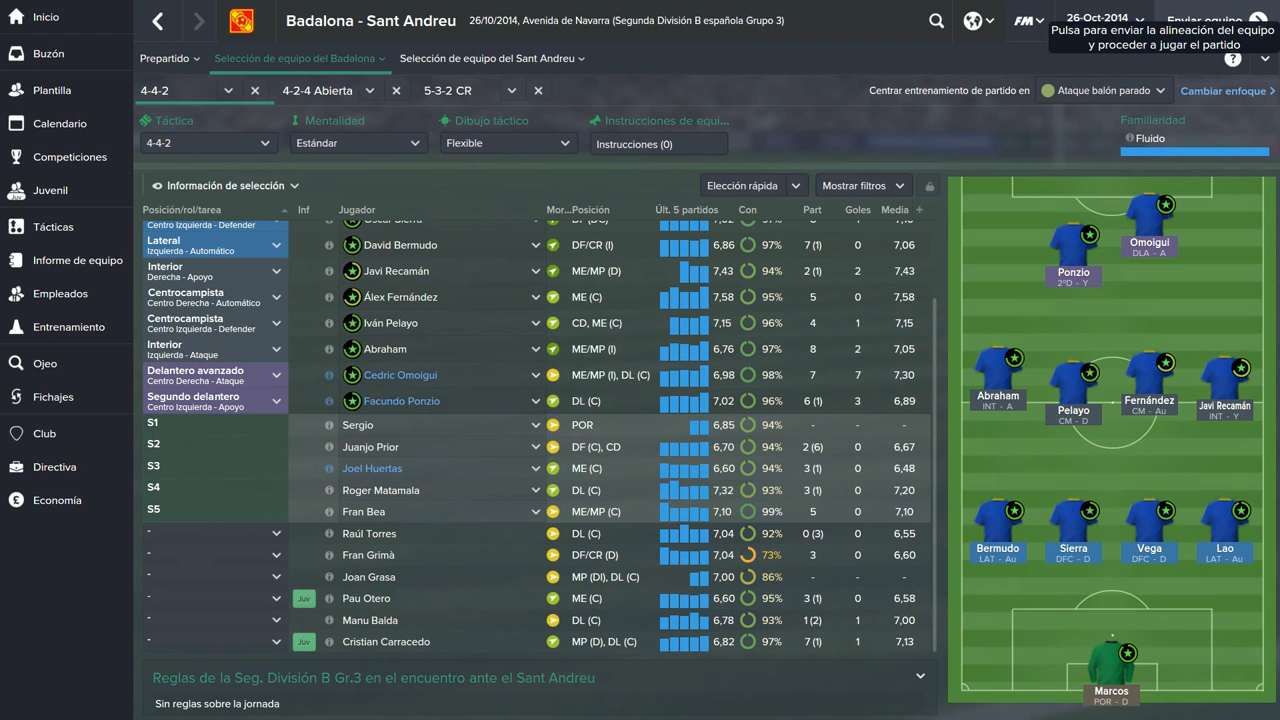 Inicio
Buzón
Plantilla
Calendario
Competiciones
Juvenil
Tácticas
Informe de equipo
Empleados
Entrenamiento
Ojeo
Fichajes
Club
Directiva
Economía
Badalona - Sant Andreu
26/10/2014, Avenida de Navarra (Segunda División B española Grupo 3)
FM
26-Oct-2014
Enviar equipo
Pulsa para enviar la alineación del equipo
y proceder a jugar el partido
Prepartido
Selección de equipo del Badalona
Selección de equipo del Sant Andreu
4-4-2
4-2-4 Abierta
5-3-2 CR
Centrar entrenamiento de partido en
Ataque balón parado
Cambiar enfoque
Táctica
Mentalidad
Dibujo táctico
Instrucciones de equi...
Familiaridad
4-4-2
Estándar
Flexible
Instrucciones (0)
Fluido
Información de selección
Elección rápida
Mostrar filtros
Posición/rol/tarea Inf Jugador Mor... Posición Últ. 5 partidos Con Part Goles Media
Centro Izquierda - Defender
Lateral
Izquierda - Automático
David Bermudo DF/CR (I) 6,86 97% 7 (1) 0 7,06
Interior
Derecha - Apoyo
Javi Recamán ME/MP (D) 7,43 94% 2 (1) 2 7,43
Centrocampista
Centro Derecha - Automático
Álex Fernández ME (C) 7,58 95% 5 0 7,58
Centrocampista
Centro Izquierda - Defender
Iván Pelayo CD, ME (C) 7,15 96% 4 1 7,15
Interior
Izquierda - Ataque
Abraham ME/MP (I) 6,76 97% 8 2 7,05
Delantero avanzado
Centro Derecha - Ataque
Cedric Omoigui ME/MP (I), DL (C) 6,98 98% 7 7 7,30
Segundo delantero
Centro Izquierda - Apoyo
Facundo Ponzio DL (C) 7,02 96% 6 (1) 3 6,89
S1 Sergio POR 6,85 94% - - -
S2 Juanjo Prior DF (C), CD 6,70 94% 2 (6) 0 6,67
S3 Joel Huertas ME (C) 6,60 94% 3 (1) 0 6,48
S4 Roger Matamala DL (C) 7,32 93% 3 (1) 0 7,20
S5 Fran Bea ME/MP (C) 7,10 99% 5 0 7,10
- Raúl Torres DL (C) 7,04 92% 0 (3) 0 6,55
- Fran Grimà DF/CR (D) 7,04 73% 3 0 6,60
- Joan Grasa MP (DI), DL (C) 7,00 86% - - -
- Juv Pau Otero ME (C) 6,60 95% 3 (1) 0 6,58
- Manu Balda DL (C) 6,78 93% 1 (2) 1 7,00
- Juv Cristian Carracedo MP (D), DL (C) 6,82 97% 7 (1) 1 7,13
Reglas de la Seg. División B Gr.3 en el encuentro ante el Sant Andreu
Sin reglas sobre la jornada
Omoigui
DLA - A
Ponzio
2ºD - Y
Abraham
INT - A
Pelayo
CM - D
Fernández
CM - Au
Javi Recamán
INT - Y
Bermudo
LAT - Au
Sierra
DFC - D
Vega
DFC - D
Lao
LAT - Au
Marcos
POR - D